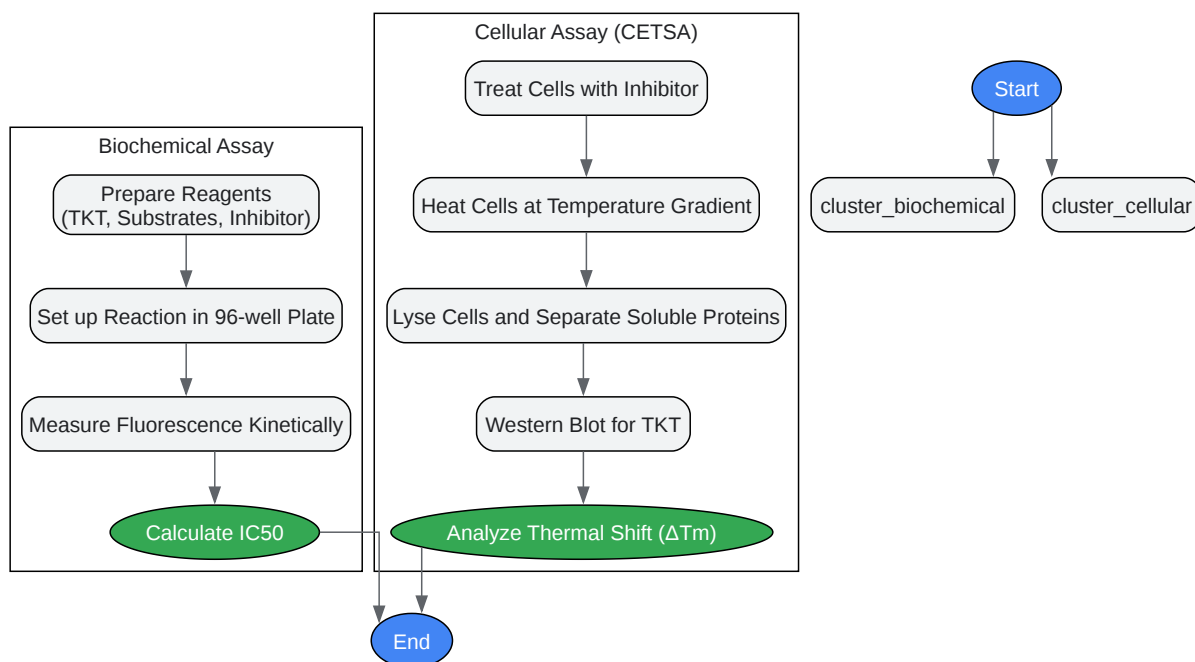 Cellular Assay (CETSA)
Treat Cells with Inhibitor
Heat Cells at Temperature Gradient
Lyse Cells and Separate Soluble Proteins
Western Blot for TKT
Analyze Thermal Shift (ΔTm)
Biochemical Assay
Prepare Reagents
(TKT, Substrates, Inhibitor)
Set up Reaction in 96-well Plate
Measure Fluorescence Kinetically
Calculate IC50
End
Start
cluster_biochemical
cluster_cellular